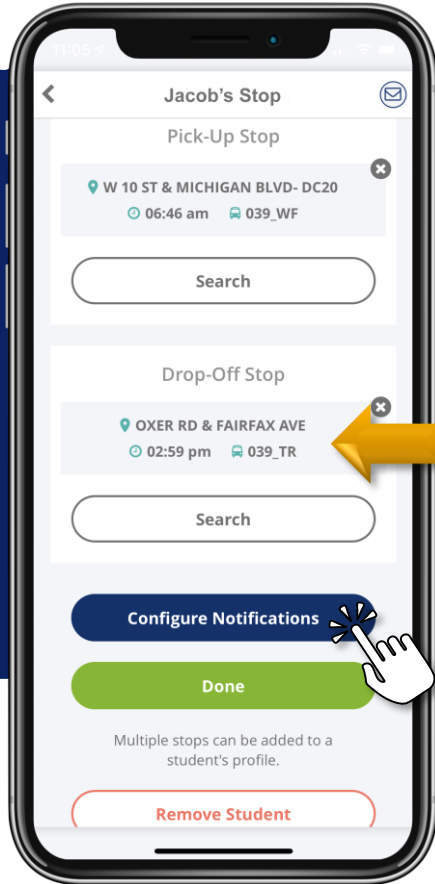 11:05
Jacob's Stop
Pick-Up Stop
W 10 ST & MICHIGAN BLVD- DC20
06:46 am 039_WF
Search
Drop-Off Stop
OXER RD & FAIRFAX AVE
02:59 pm 039_TR
Search
Configure Notifications
Done
Multiple stops can be added to a
student's profile.
Remove Student